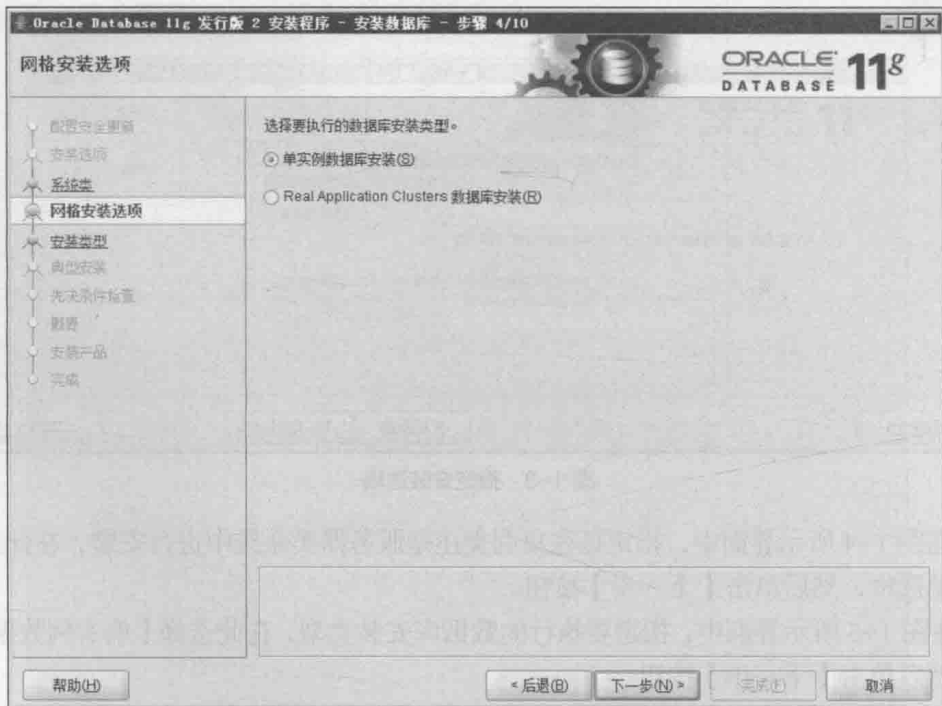 Oracle Database 11g 发行版 2 安装程序 - 安装数据库 - 步骤 4/10
网格安装选项
ORACLE
DATABASE
11g
配置安全更新
安装选项
系统类
网格安装选项
安装类型
典型安装
先决条件检查
概要
安装产品
完成
选择要执行的数据库安装类型。
单实例数据库安装(S)
Real Application Clusters 数据库安装(R)
帮助(H)
< 后退(B)
下一步(N) >
完成(F)
取消